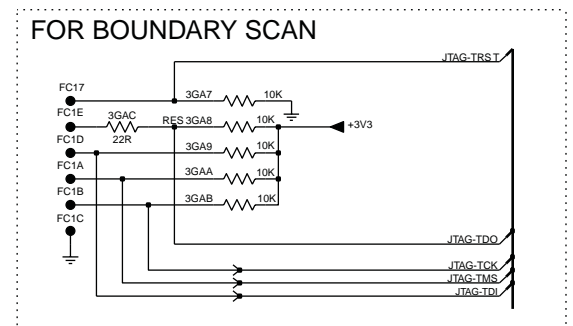 FOR BOUNDARY SCAN
JTAG-TRST
FC17
3GA7
10K
FC1E
3GAC
22R
RES
3GA8
10K
+3V3
FC1D
3GA9
10K
FC1A
3GAA
10K
FC1B
3GAB
10K
FC1C
JTAG-TDO
JTAG-TCK
JTAG-TMS
JTAG-TDI